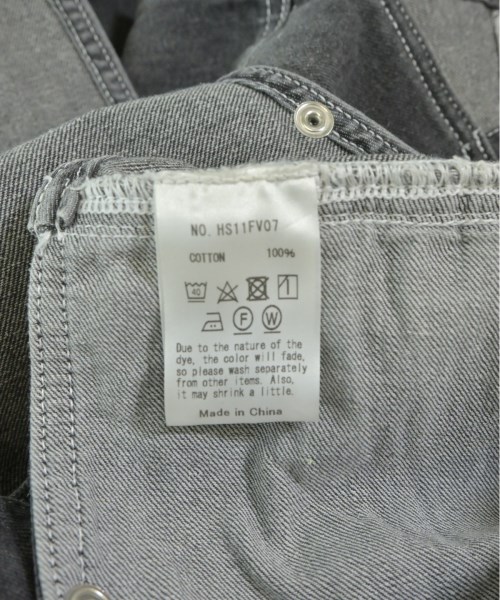 NO. HS11FV07
COTTON 100%
40
F W
Due to the nature of the
dye, the color will fade,
so please wash separately
from other items. Also,
it may shrink a little.
Made in China